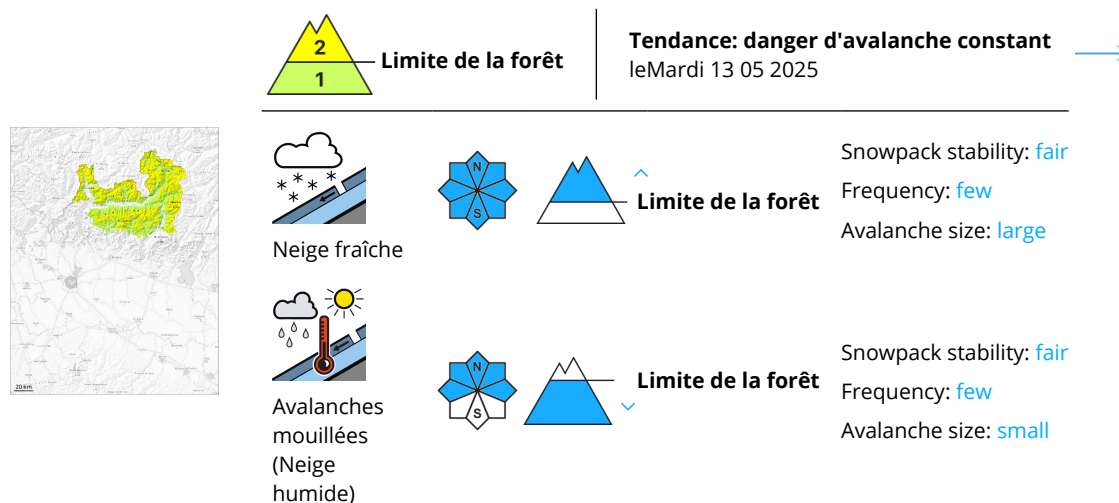 2
1
Limite de la forêt
Tendance: danger d'avalanche constant
leMardi 13 05 2025
20 km
Neige fraîche
N
S
Limite de la forêt
Snowpack stability: fair
Frequency: few
Avalanche size: large
Avalanches
mouillées
(Neige
humide)
N
S
Limite de la forêt
Snowpack stability: fair
Frequency: few
Avalanche size: small